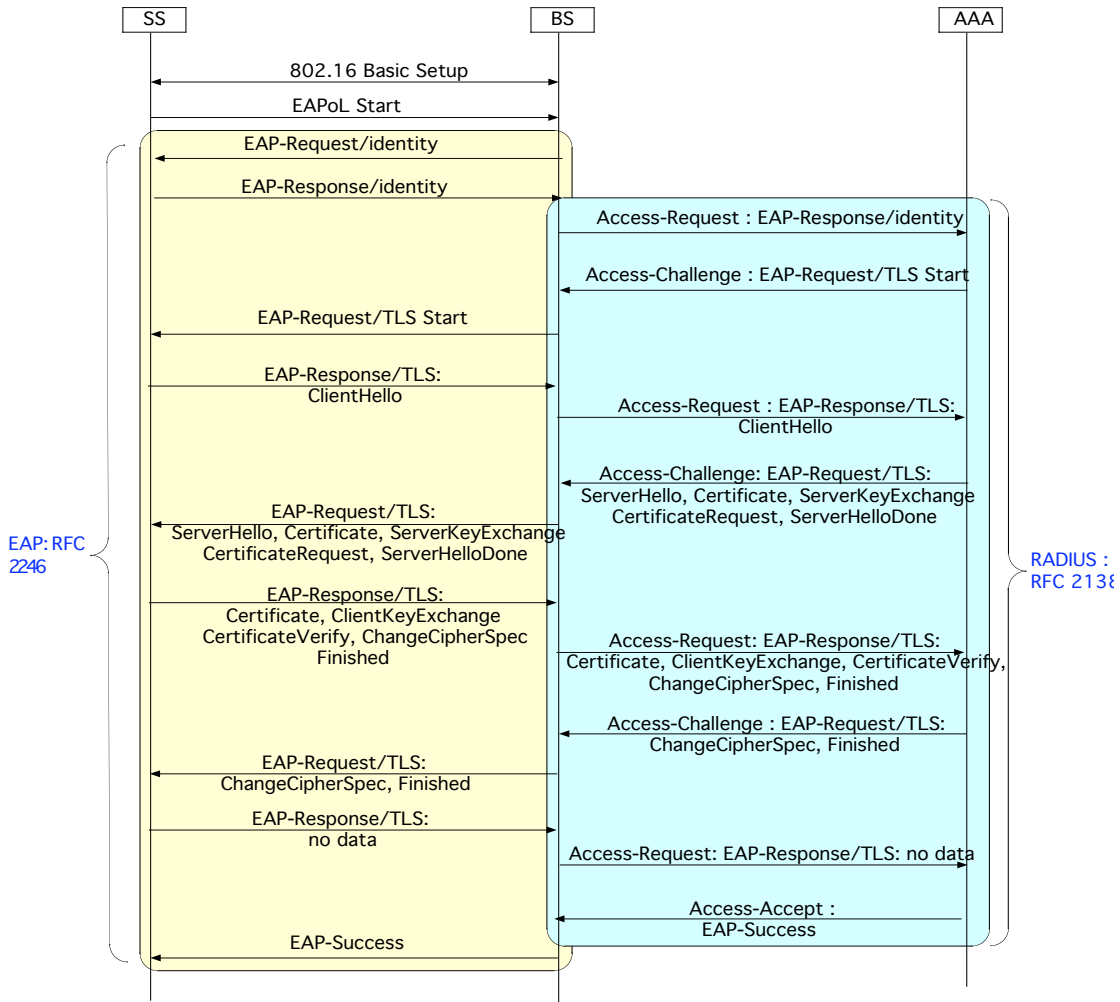 SS
BS
AAA
802.16 Basic Setup
EAPoL Start
EAP-Request/identity
EAP-Response/identity
Access-Request : EAP-Response/identity
Access-Challenge : EAP-Request/TLS Start
EAP-Request/TLS Start
EAP-Response/TLS:
ClientHello
Access-Request : EAP-Response/TLS:
ClientHello
Access-Challenge: EAP-Request/TLS:
ServerHello, Certificate, ServerKeyExchange
CertificateRequest, ServerHelloDone
EAP-Request/TLS:
ServerHello, Certificate, ServerKeyExchange
CertificateRequest, ServerHelloDone
EAP: RFC
2246
RADIUS :
RFC 2138
EAP-Response/TLS:
Certificate, ClientKeyExchange
CertificateVerify, ChangeCipherSpec
Finished
Access-Request: EAP-Response/TLS:
Certificate, ClientKeyExchange, CertificateVerify,
ChangeCipherSpec, Finished
Access-Challenge : EAP-Request/TLS:
ChangeCipherSpec, Finished
EAP-Request/TLS:
ChangeCipherSpec, Finished
EAP-Response/TLS:
no data
Access-Request: EAP-Response/TLS: no data
Access-Accept :
EAP-Success
EAP-Success